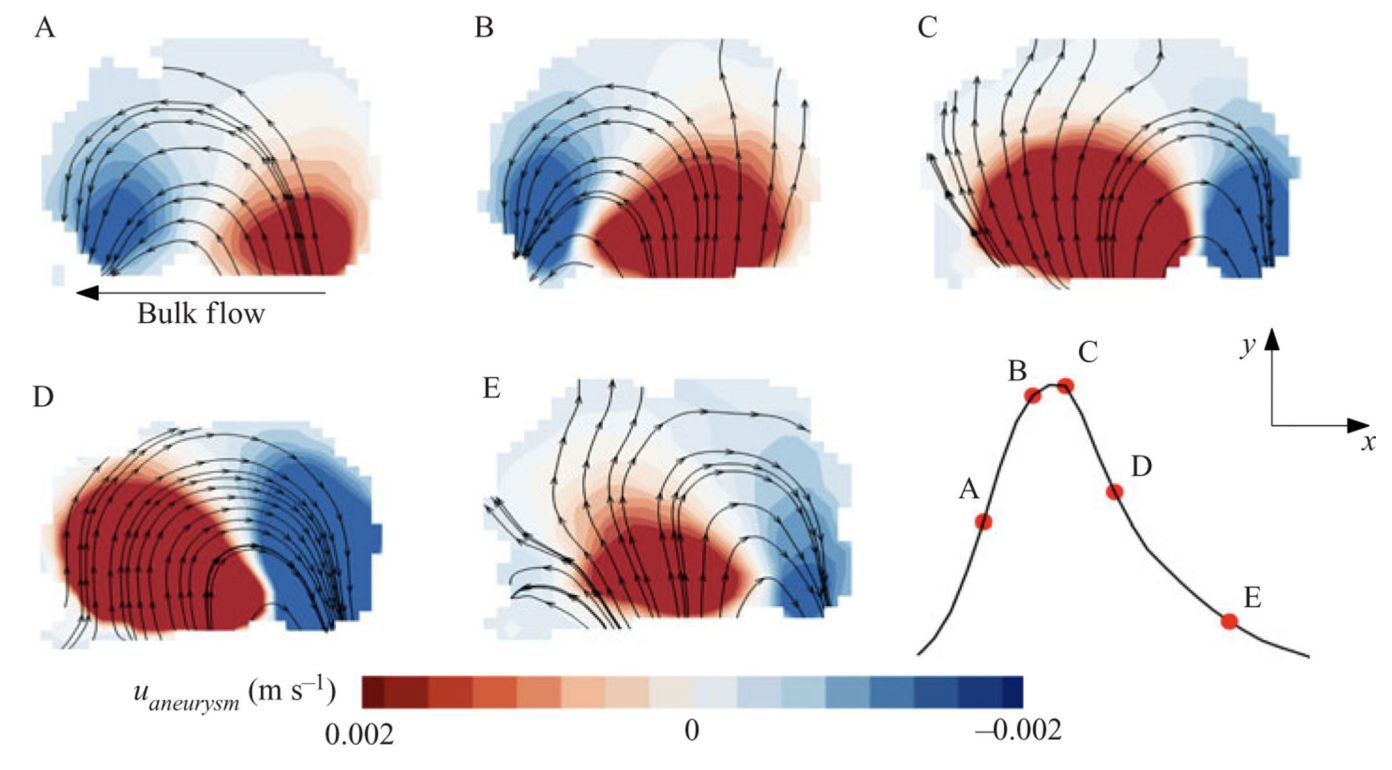 A
B
C
Bulk flow
D
E
B
C
A
D
E
y
x
u_aneurysm (m s⁻¹)
0.002
0
–0.002